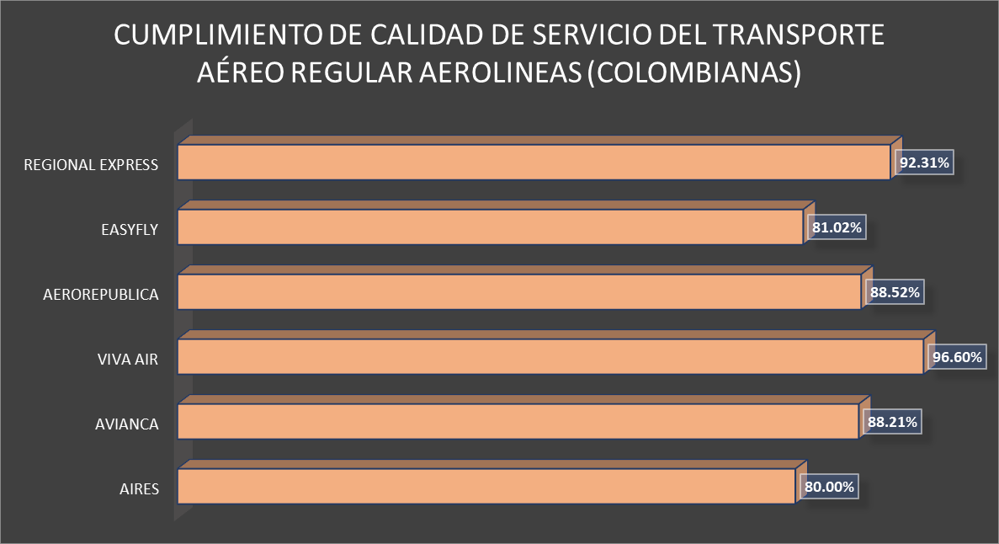 CUMPLIMIENTO DE CALIDAD DE SERVICIO DEL TRANSPORTE
AÉREO REGULAR AEROLINEAS (COLOMBIANAS)
REGIONAL EXPRESS
92.31%
EASYFLY
81.02%
AEROREPUBLICA
88.52%
VIVA AIR
96.60%
AVIANCA
88.21%
AIRES
80.00%